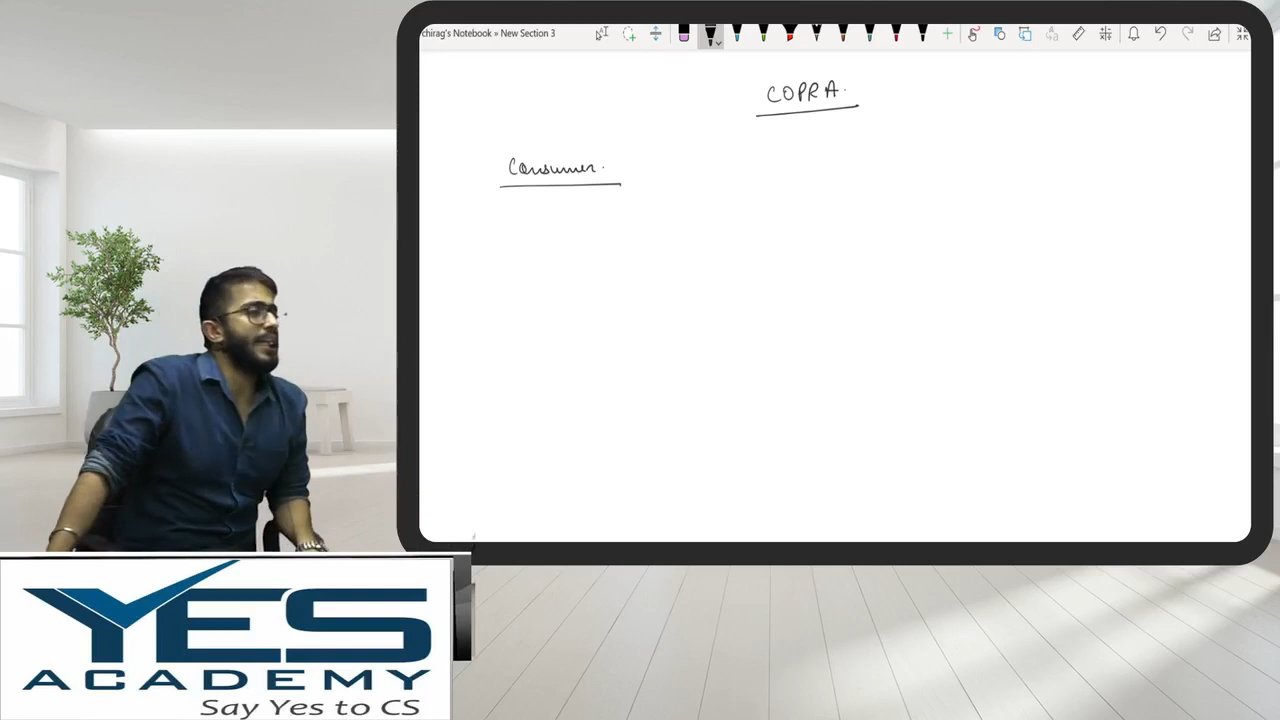 chirag's Notebook » New Section 3
COPRA.
Consumer.
YES
ACADEMY
Say Yes to CS